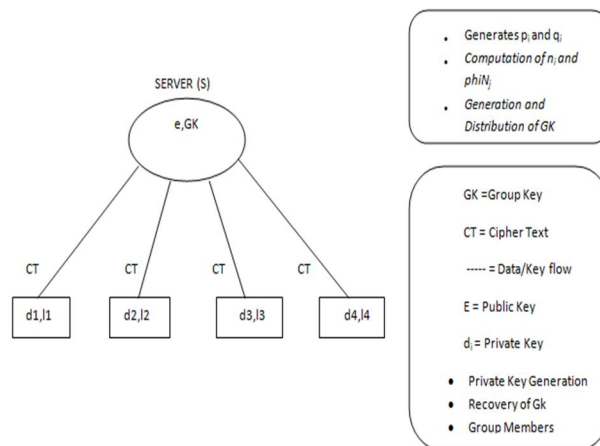 SERVER (S)
e,GK
CT
CT
CT
CT
d1,l1
d2,l2
d3,l3
d4,l4
• Generates pi and qi
• Computation of ni and
phiNj
• Generation and
Distribution of GK
GK =Group Key
CT = Cipher Text
----- = Data/Key flow
E = Public Key
di = Private Key
• Private Key Generation
• Recovery of Gk
• Group Members